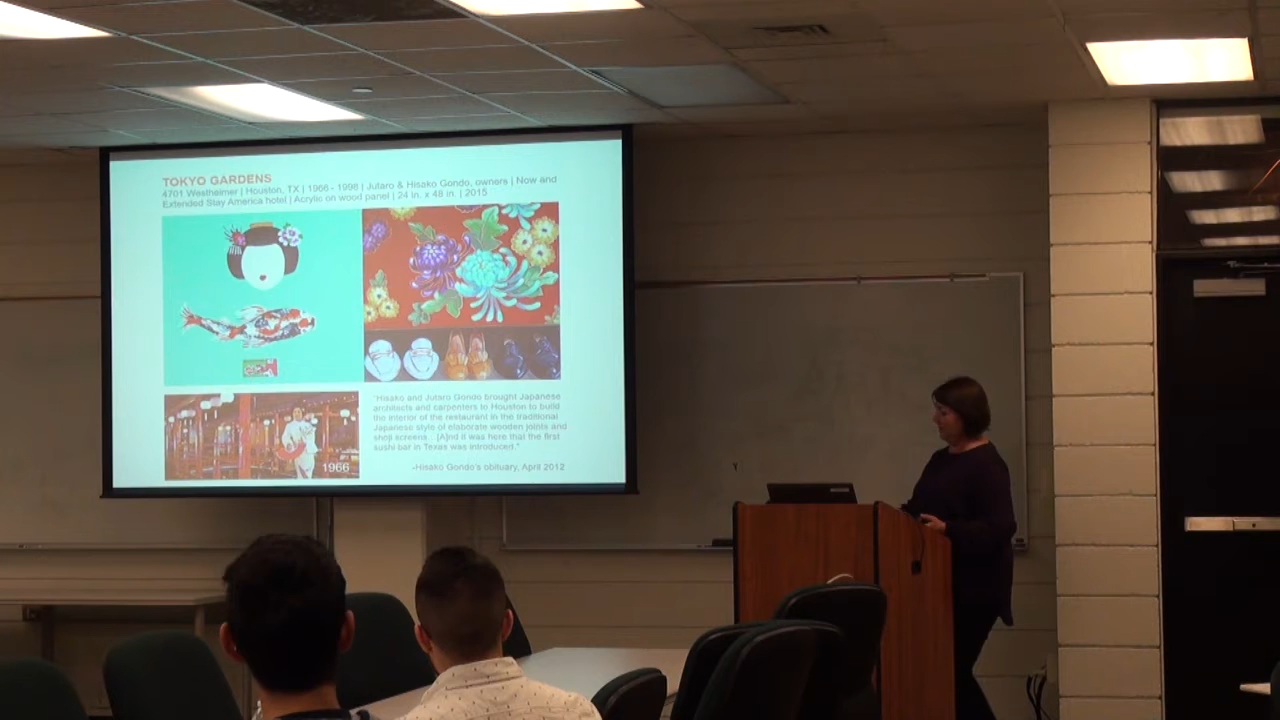 TOKYO GARDENS
4701 Westheimer | Houston, TX | 1966 - 1998 | Jutaro & Hisako Gondo, owners | Now and
Extended Stay America hotel | Acrylic on wood panel | 24 in. x 48 in. | 2015
"Hisako and Jutaro Gondo brought Japanese
architects and carpenters to Houston to build
the interior of the restaurant in the traditional
Japanese style of elaborate wooden joints and
shoji screens... [A]nd it was here that the first
sushi bar in Texas was introduced."
1966
-Hisako Gondo's obituary, April 2012